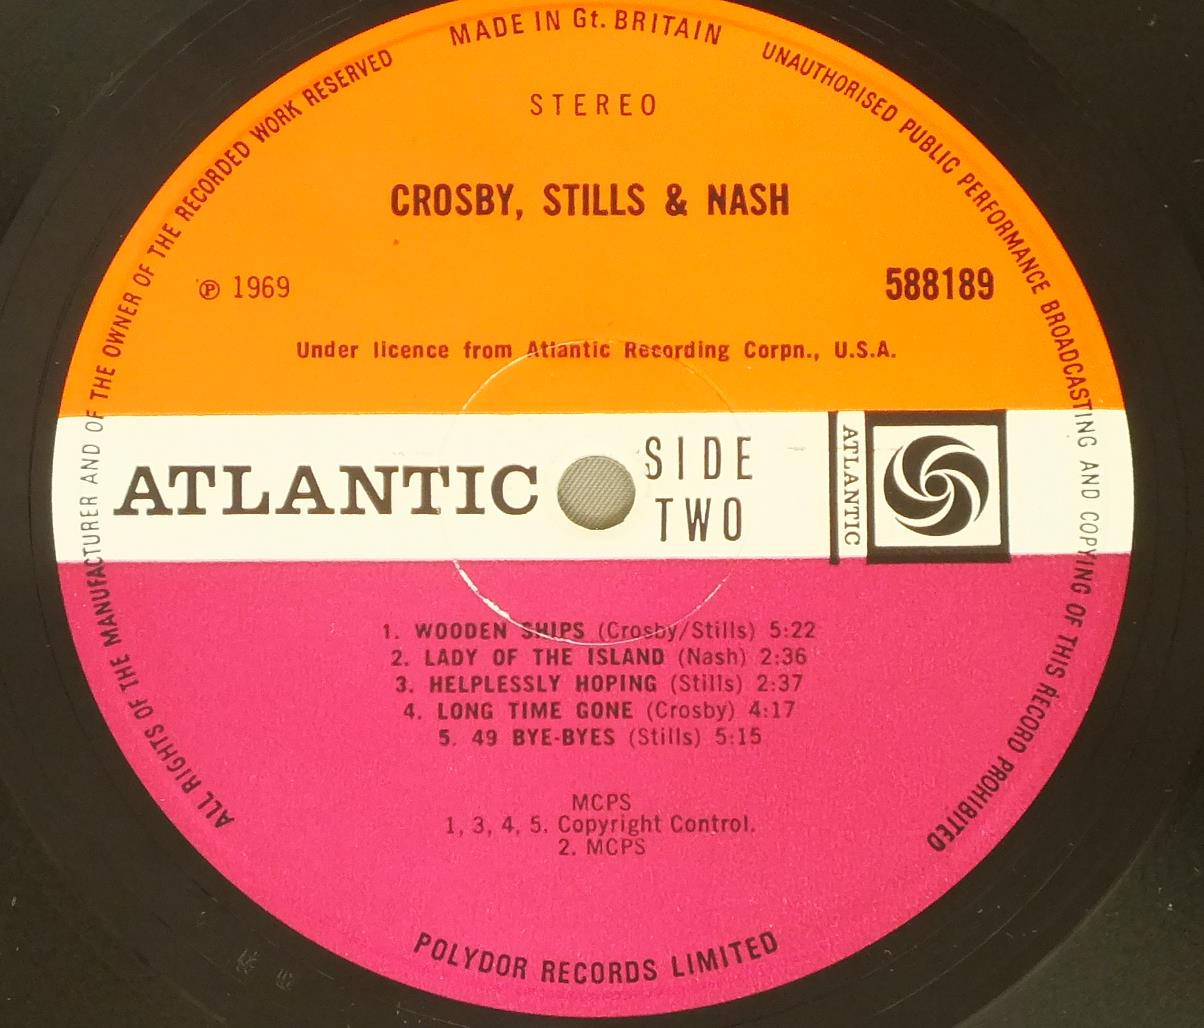 MADE IN Gt. BRITAIN
UNAUTHORISED PUBLIC PERFORMANCE BROADCASTING AND COPYING OF THIS RECORD PROHIBITED
ALL RIGHTS OF THE MANUFACTURER AND OF THE OWNER OF THE RECORDED WORK RESERVED
STEREO
CROSBY, STILLS & NASH
℗ 1969
588189
Under licence from Atlantic Recording Corpn., U.S.A.
ATLANTIC
SIDE
TWO
ATLANTIC
1. WOODEN SHIPS (Crosby/Stills) 5:22
2. LADY OF THE ISLAND (Nash) 2:36
3. HELPLESSLY HOPING (Stills) 2:37
4. LONG TIME GONE (Crosby) 4:17
5. 49 BYE-BYES (Stills) 5:15
MCPS
1, 3, 4, 5. Copyright Control.
2. MCPS
POLYDOR RECORDS LIMITED